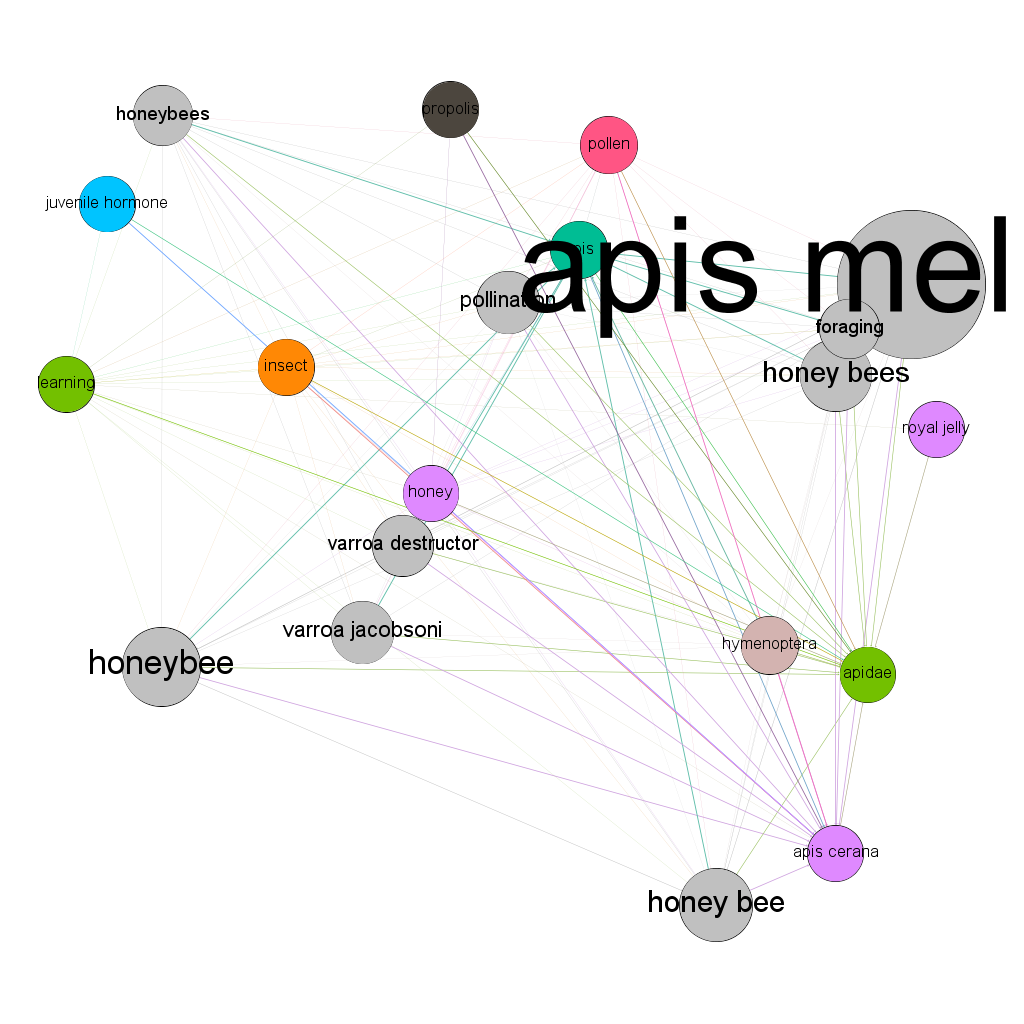 propolis
honeybees
pollen
juvenile hormone
apis
apis mel
pollination
foraging
insect
honey bees
learning
royal jelly
honey
varroa destructor
varroa jacobsoni
hymenoptera
honeybee
apidae
apis cerana
honey bee